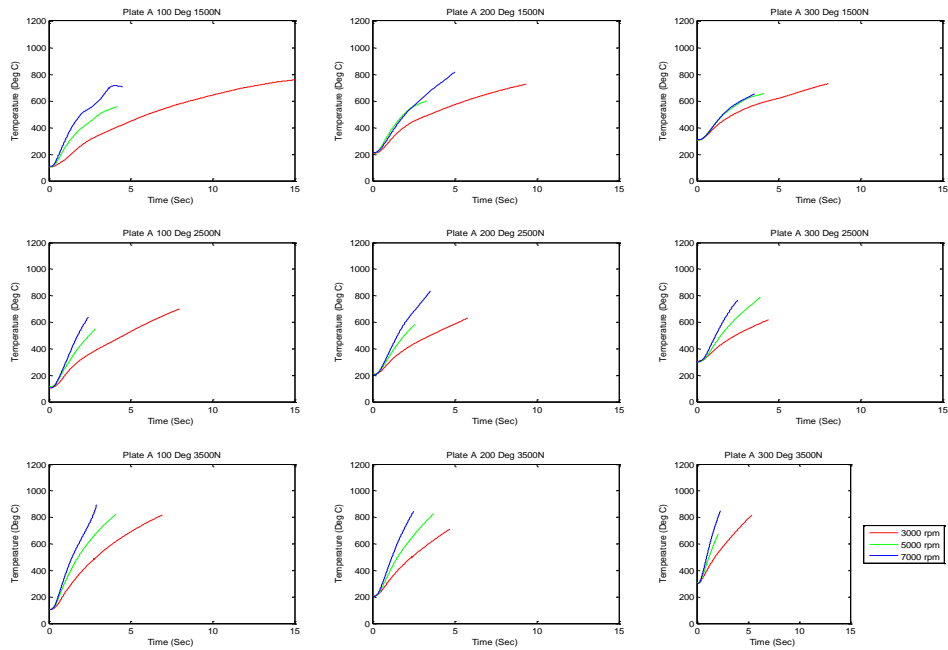 Plate A 100 Deg 1500N
Plate A 200 Deg 1500N
Plate A 300 Deg 1500N
Temperature (Deg C)
1200
1000
800
600
400
200
0
0 5 10 15
Time (Sec)
Temperature (Deg C)
1200
1000
800
600
400
200
0
0 5 10 15
Time (Sec)
Temperature (Deg C)
1200
1000
800
600
400
200
0
0 5 10 15
Time (Sec)
Plate A 100 Deg 2500N
Plate A 200 Deg 2500N
Plate A 300 Deg 2500N
Temperature (Deg C)
1200
1000
800
600
400
200
0
0 5 10 15
Time (Sec)
Temperature (Deg C)
1200
1000
800
600
400
200
0
0 5 10 15
Time (Sec)
Temperature (Deg C)
1200
1000
800
600
400
200
0
0 5 10 15
Time (Sec)
Plate A 100 Deg 3500N
Plate A 200 Deg 3500N
Plate A 300 Deg 3500N
Temperature (Deg C)
1200
1000
800
600
400
200
0
0 5 10 15
Time (Sec)
Temperature (Deg C)
1200
1000
800
600
400
200
0
0 5 10 15
Time (Sec)
Temperature (Deg C)
1200
1000
800
600
400
200
0
0 5 10 15
Time (Sec)
3000 rpm
5000 rpm
7000 rpm